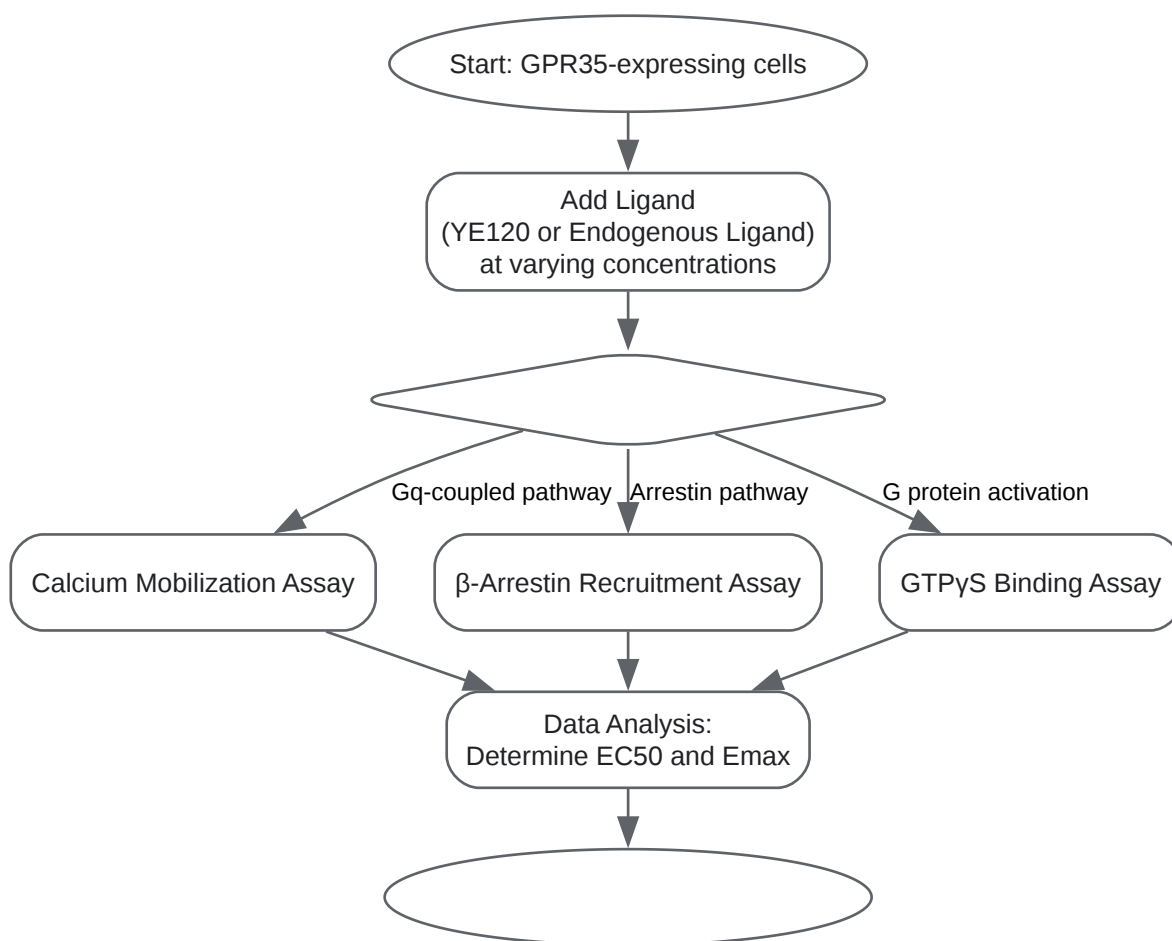 Start: GPR35-expressing cells
Add Ligand
(YE120 or Endogenous Ligand)
at varying concentrations
Gq-coupled pathway
Arrestin pathway
G protein activation
Calcium Mobilization Assay
β-Arrestin Recruitment Assay
GTPγS Binding Assay
Data Analysis:
Determine EC50 and Emax